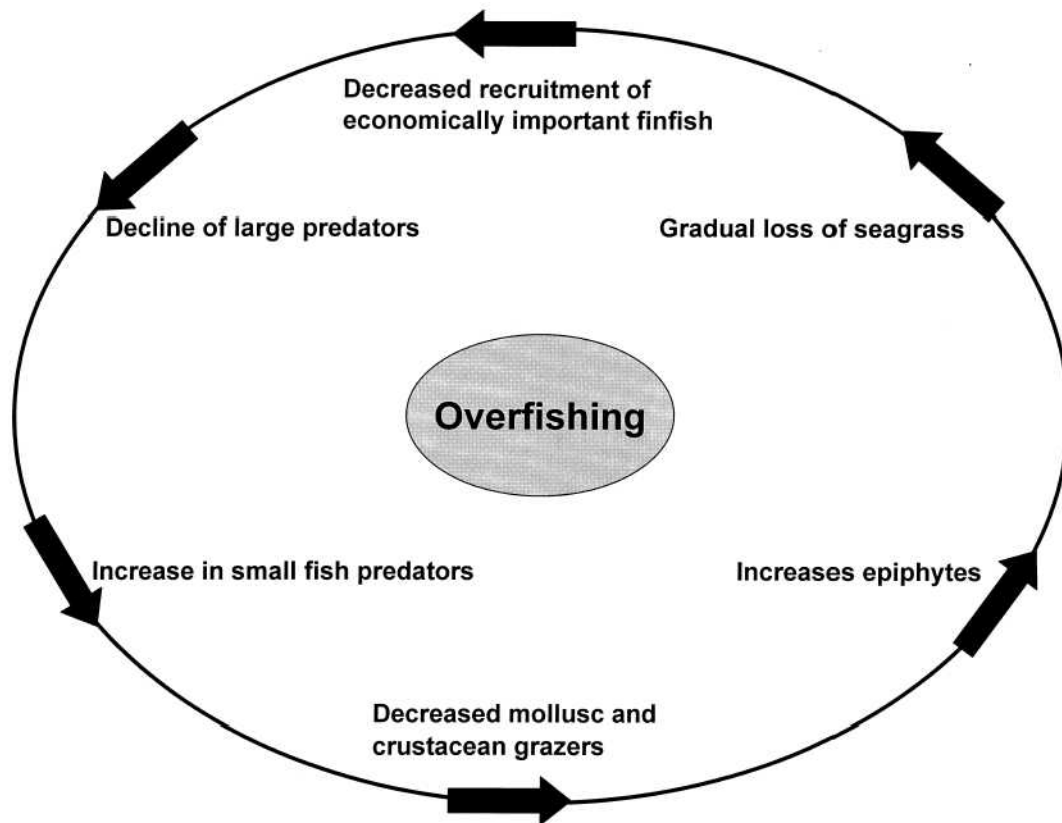 Decreased recruitment of
economically important finfish
Decline of large predators
Gradual loss of seagrass
Overfishing
Increase in small fish predators
Increases epiphytes
Decreased mollusc and
crustacean grazers